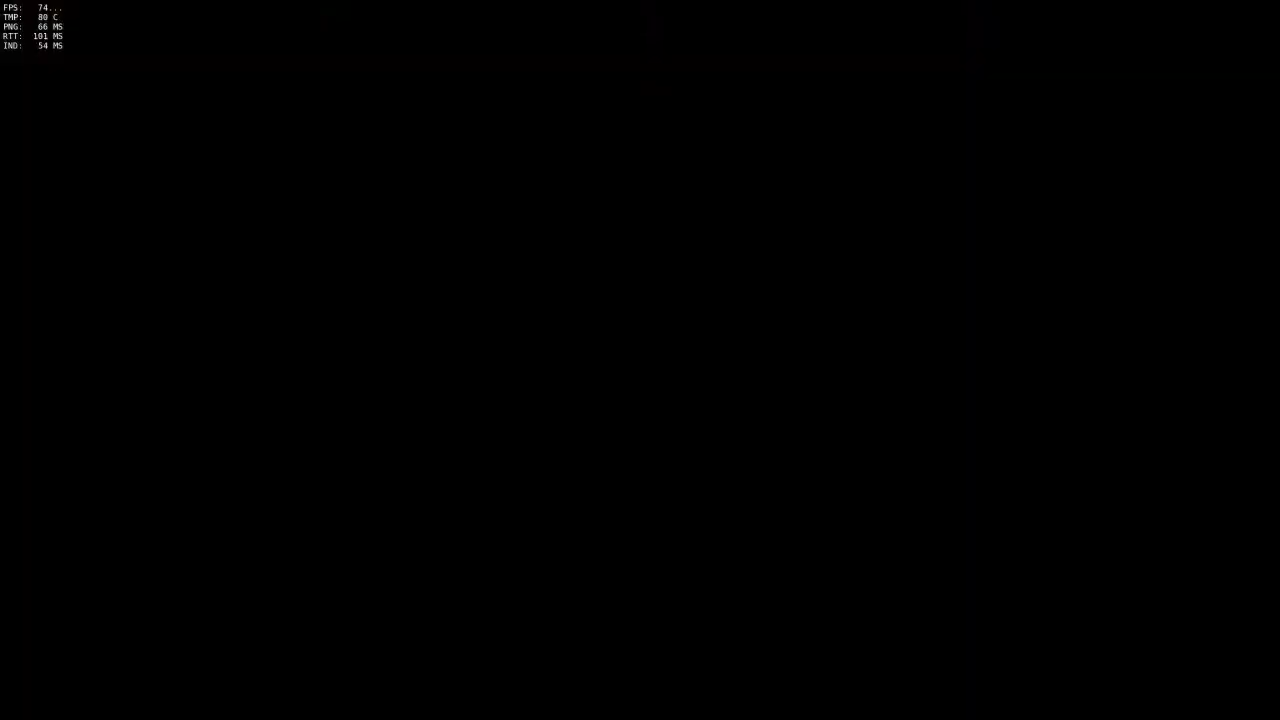 FPS: 74...
TMP: 80 C
PNG: 66 MS
RTT: 101 MS
IND: 54 MS